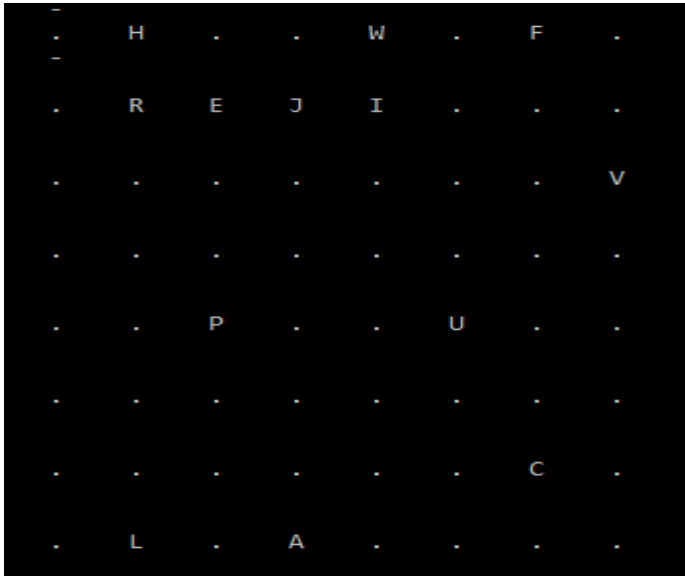 . H . . W . F .
. R E J I . . .
. . . . . . . V
. . . . . . . .
. . P . . U . .
. . . . . . . .
. . . . . . C .
. L . A . . . .